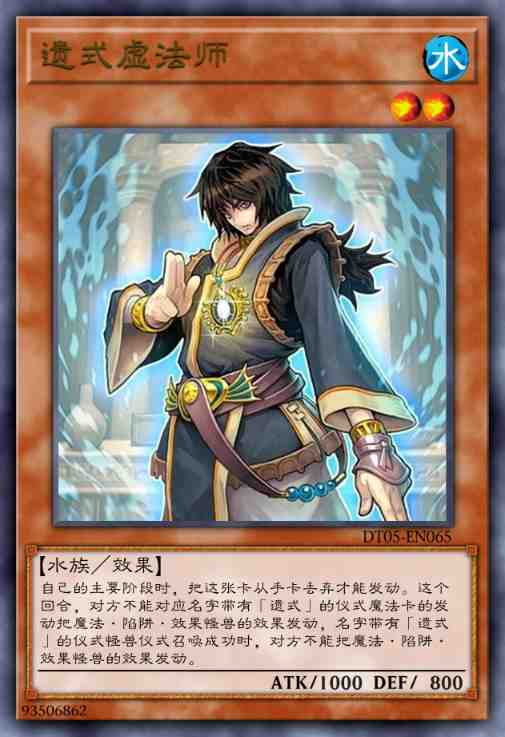 遗式虚法师
水
DT05-EN065
【水族／效果】
自己的主要阶段时，把这张卡从手卡丢弃才能发动。这个
回合，对方不能对应名字带有「遗式」的仪式魔法卡的发
动把魔法·陷阱·效果怪兽的效果发动，名字带有「遗式
」的仪式怪兽仪式召唤成功时，对方不能把魔法·陷阱·
效果怪兽的效果发动。
ATK/1000 DEF/ 800
93506862